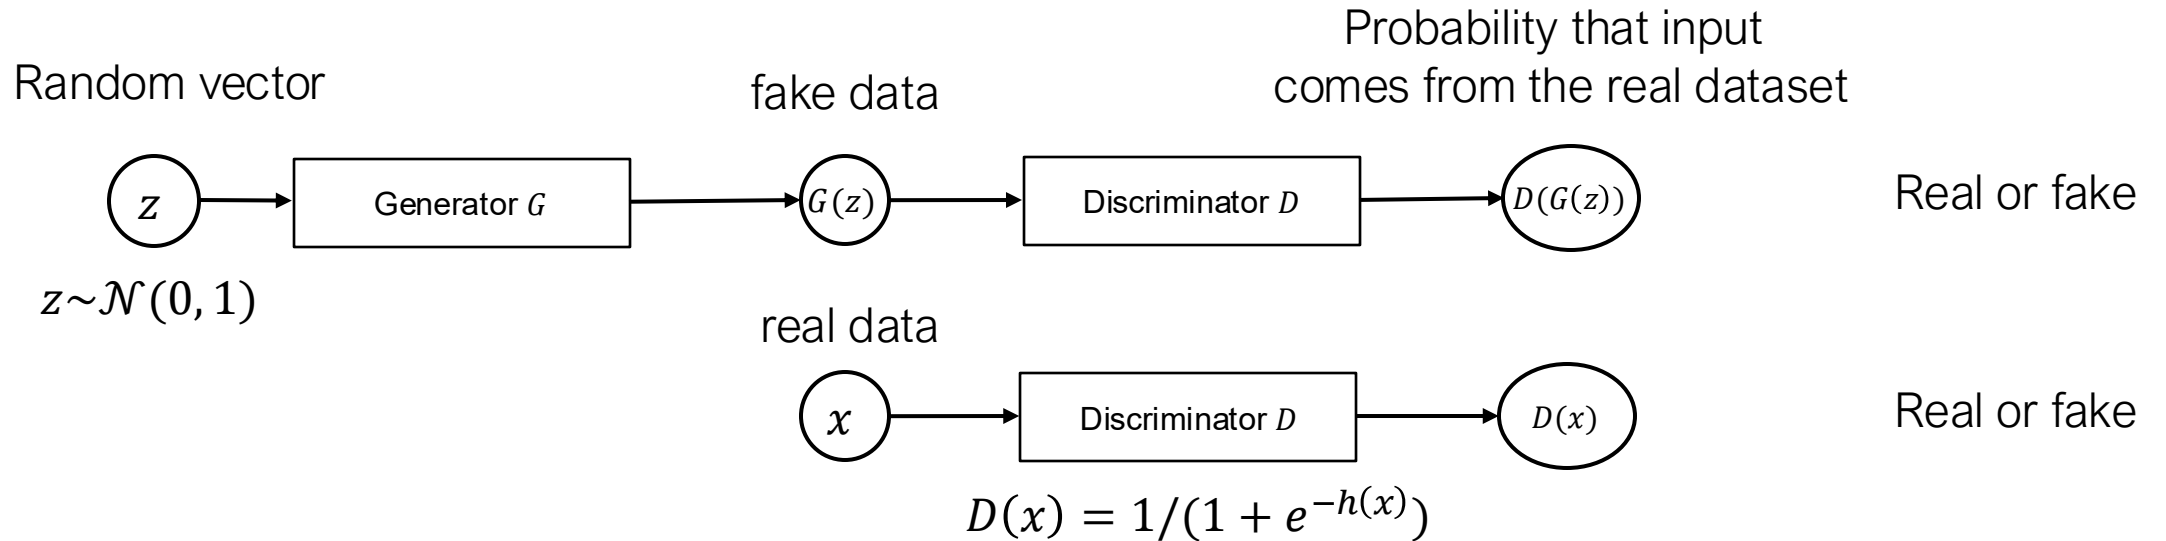 Random vector
fake data
Probability that input
comes from the real dataset
z
Generator G
G(z)
Discriminator D
D(G(z))
Real or fake
z~𝒩(0, 1)
real data
x
Discriminator D
D(x)
Real or fake
D(x) = 1/(1 + e^{−h(x)})